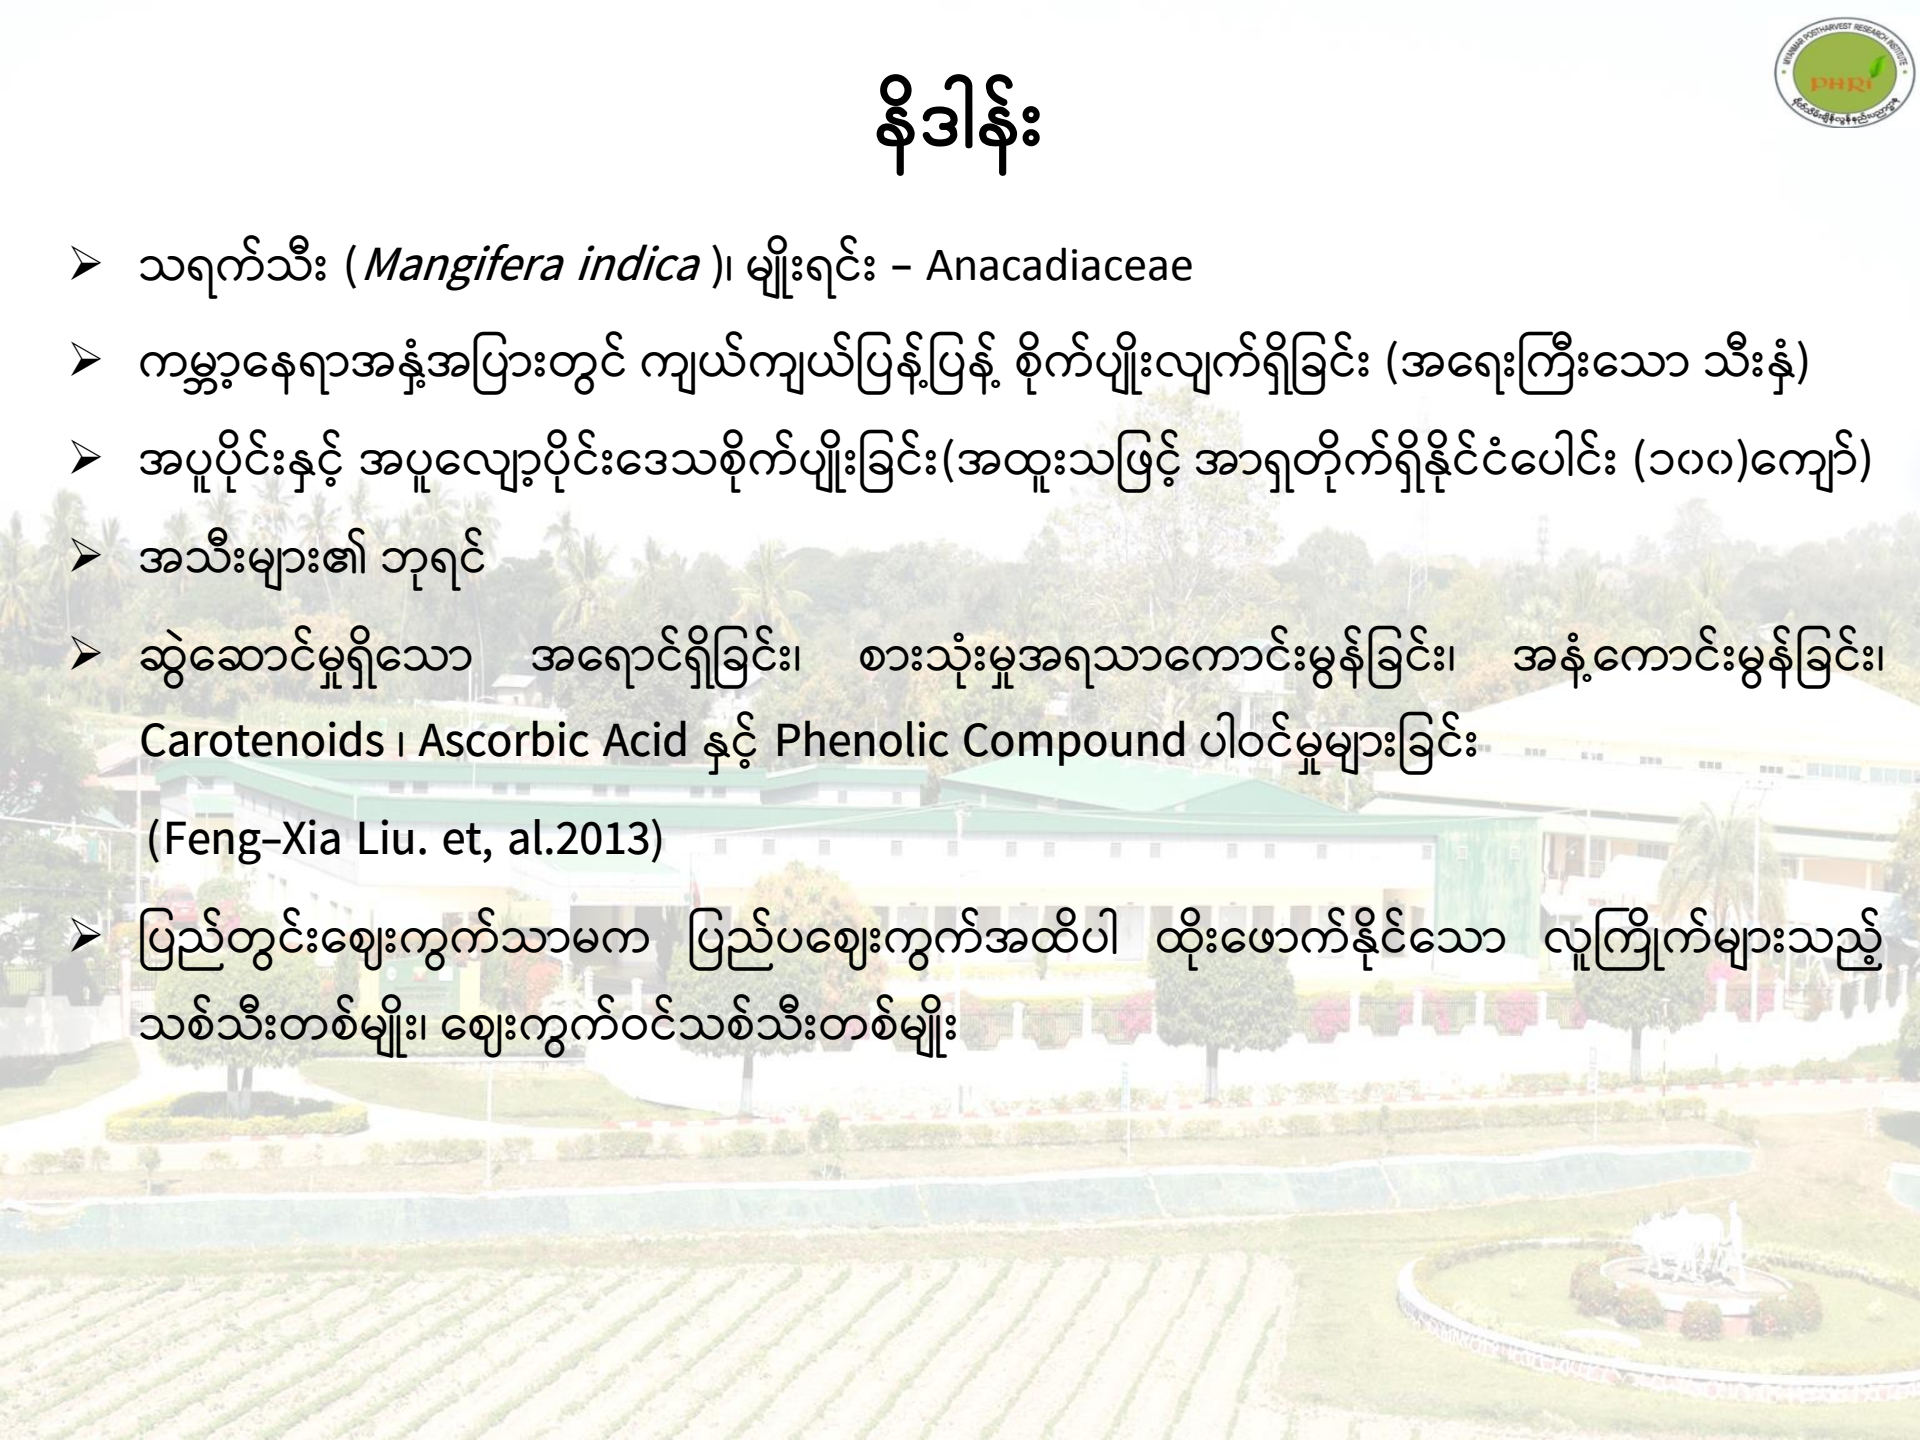 MYANMAR POSTHARVEST RESEARCH INSTITUTE
PHRI
နိဒါန်း
➢ သရက်သီး (Mangifera indica )၊ မျိုးရင်း – Anacadiaceae
➢ ကမ္ဘာ့နေရာအနှံ့အပြားတွင် ကျယ်ကျယ်ပြန့်ပြန့် စိုက်ပျိုးလျက်ရှိခြင်း (အရေးကြီးသော သီးနှံ)
➢ အပူပိုင်းနှင့် အပူလျော့ပိုင်းဒေသစိုက်ပျိုးခြင်း(အထူးသဖြင့် အာရှတိုက်ရှိနိုင်ငံပေါင်း (၁၀၀)ကျော်)
➢ အသီးများ၏ ဘုရင်
➢ ဆွဲဆောင်မှုရှိသော အရောင်ရှိခြင်း၊ စားသုံးမှုအရသာကောင်းမွန်ခြင်း၊ အနံ့ကောင်းမွန်ခြင်း၊
Carotenoids ၊ Ascorbic Acid နှင့် Phenolic Compound ပါဝင်မှုများခြင်း
(Feng–Xia Liu. et, al.2013)
➢ ပြည်တွင်းဈေးကွက်သာမက ပြည်ပဈေးကွက်အထိပါ ထိုးဖောက်နိုင်သော လူကြိုက်များသည့်
သစ်သီးတစ်မျိုး၊ ဈေးကွက်ဝင်သစ်သီးတစ်မျိုး